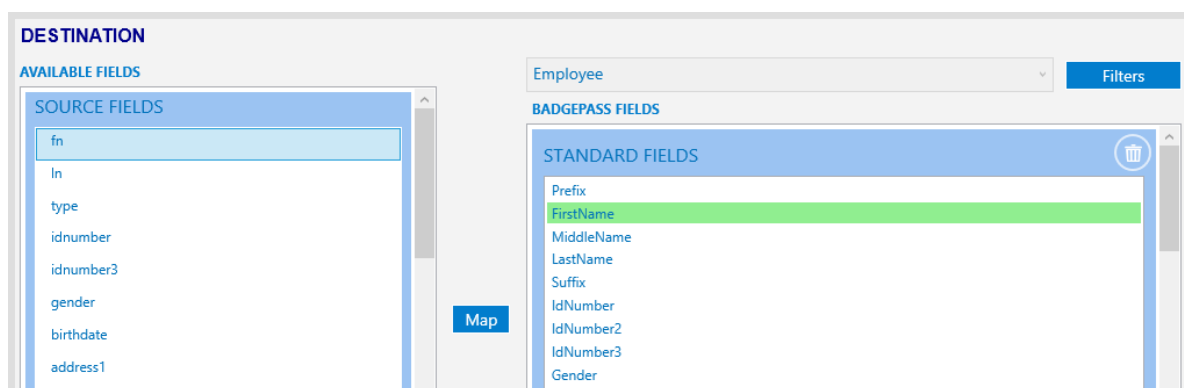 DESTINATION
AVAILABLE FIELDS
SOURCE FIELDS
fn
ln
type
idnumber
idnumber3
gender
birthdate
address1
Map
Employee
Filters
BADGEPASS FIELDS
STANDARD FIELDS
Prefix
FirstName
MiddleName
LastName
Suffix
IdNumber
IdNumber2
IdNumber3
Gender